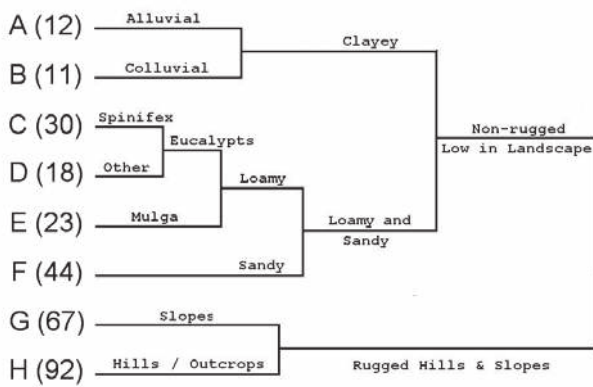 A (12) Alluvial
Clayey
B (11) Colluvial
C (30) Spinifex
Eucalypts
Non-rugged
Low in Landscape
D (18) Other
Loamy
E (23) Mulga
Loamy and
Sandy
F (44) Sandy
G (67) Slopes
H (92) Hills / Outcrops
Rugged Hills & Slopes